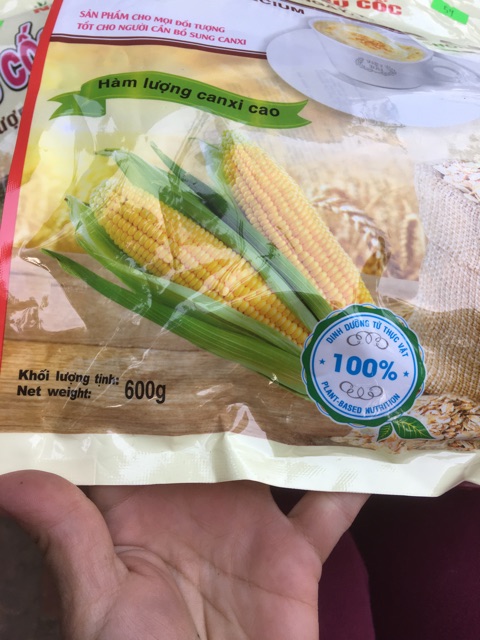 CỐC
SẢN PHẨM CHO MỌI ĐỐI TƯỢNG
TỐT CHO NGƯỜI CẦN BỔ SUNG CANXI
Hàm lượng canxi cao
DINH DƯỠNG TỪ THỰC VẬT
100%
PLANT-BASED NUTRITION
Khối lượng tịnh:
Net weight: 600g